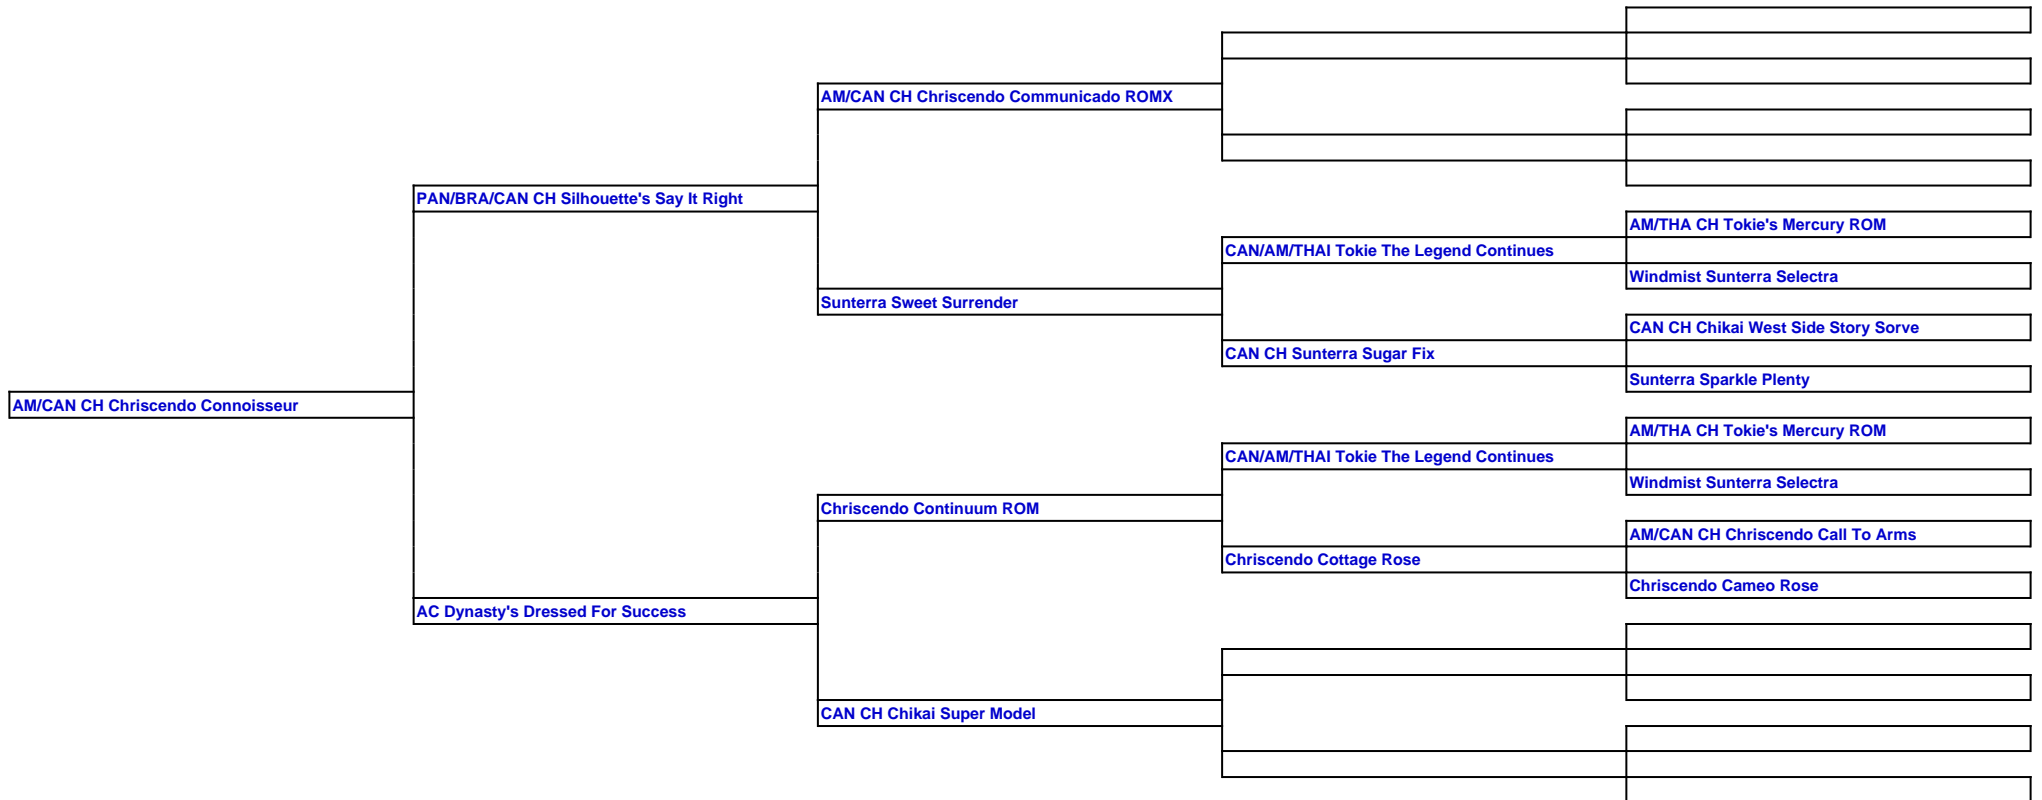 AM/CAN CH Chriscendo Communicado ROMX
PAN/BRA/CAN CH Silhouette's Say It Right
AM/THA CH Tokie's Mercury ROM
CAN/AM/THAI Tokie The Legend Continues
Windmist Sunterra Selectra
Sunterra Sweet Surrender
CAN CH Chikai West Side Story Sorve
CAN CH Sunterra Sugar Fix
Sunterra Sparkle Plenty
AM/CAN CH Chriscendo Connoisseur
AM/THA CH Tokie's Mercury ROM
CAN/AM/THAI Tokie The Legend Continues
Windmist Sunterra Selectra
Chriscendo Continuum ROM
AM/CAN CH Chriscendo Call To Arms
Chriscendo Cottage Rose
Chriscendo Cameo Rose
AC Dynasty's Dressed For Success
CAN CH Chikai Super Model